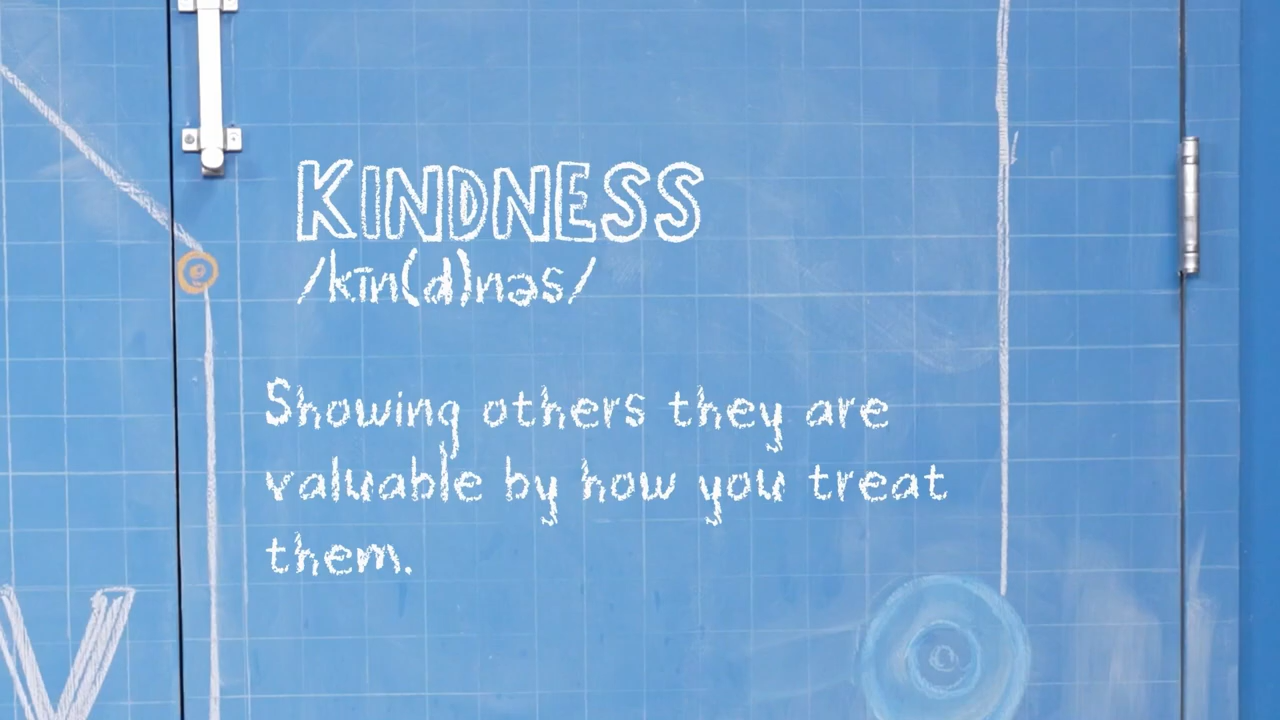 KINDNESS
/kīn(d)nəs/
Showing others they are
valuable by how you treat
them.
V